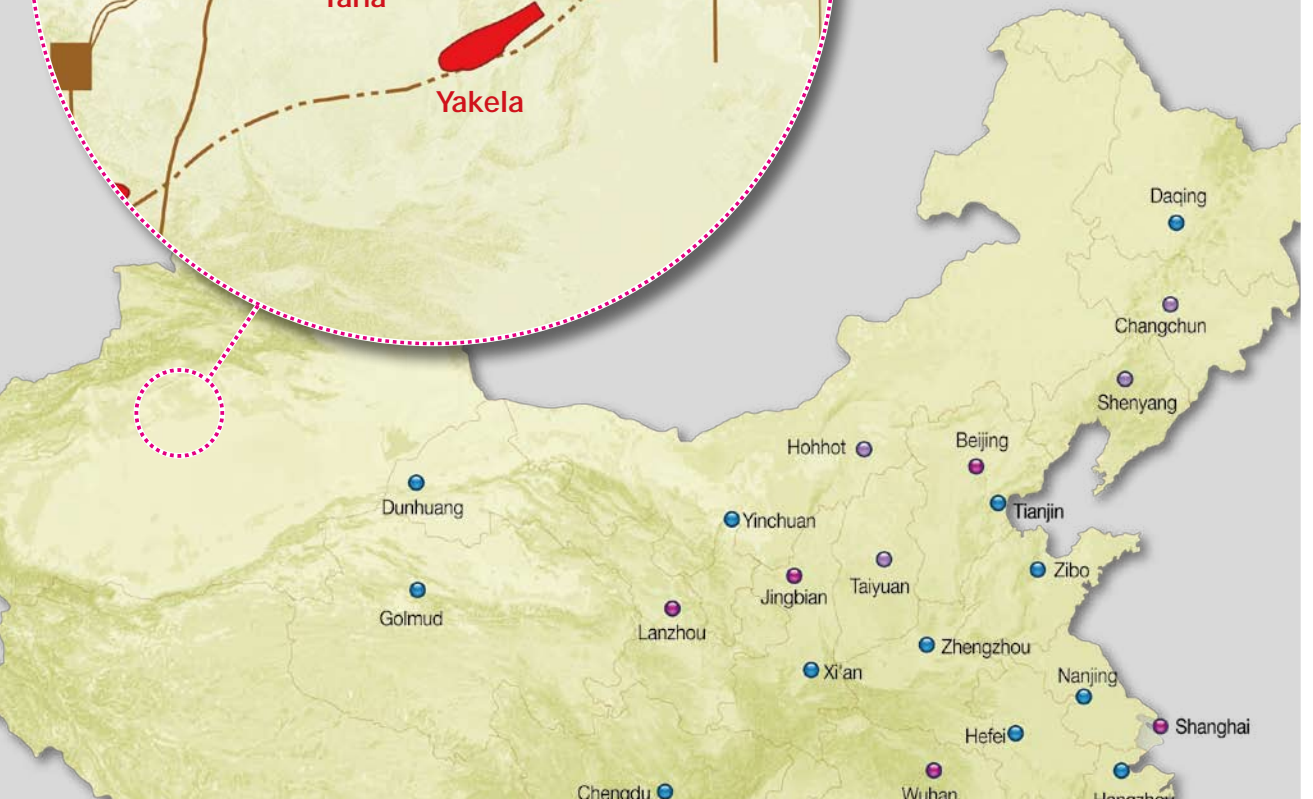 Yakela
Daqing
Changchun
Shenyang
Beijing
Hohhot
Dunhuang
Tianjin
Yinchuan
Zibo
Taiyuan
Jingbian
Golmud
Lanzhou
Zhengzhou
Xi'an
Nanjing
Shanghai
Hefei
Chengdu
Wuhan